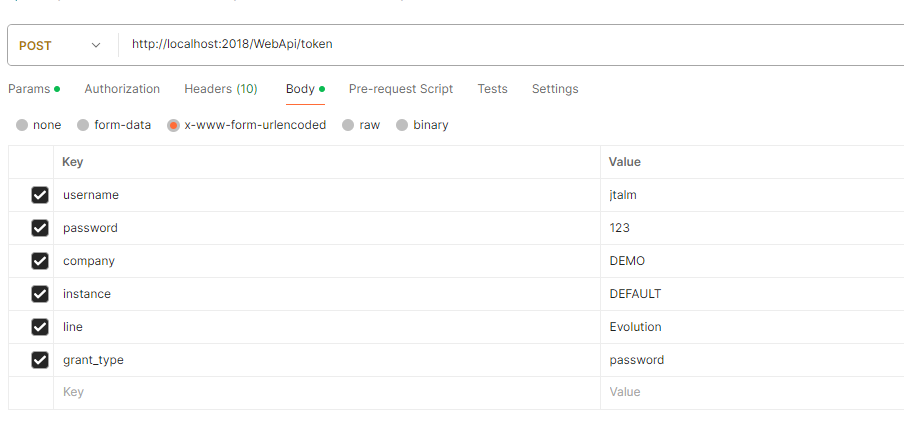 POST http://localhost:2018/WebApi/token
Params Authorization Headers (10) Body Pre-request Script Tests Settings
none form-data x-www-form-urlencoded raw binary
Key Value
username jtalm
password 123
company DEMO
instance DEFAULT
line Evolution
grant_type password
Key Value